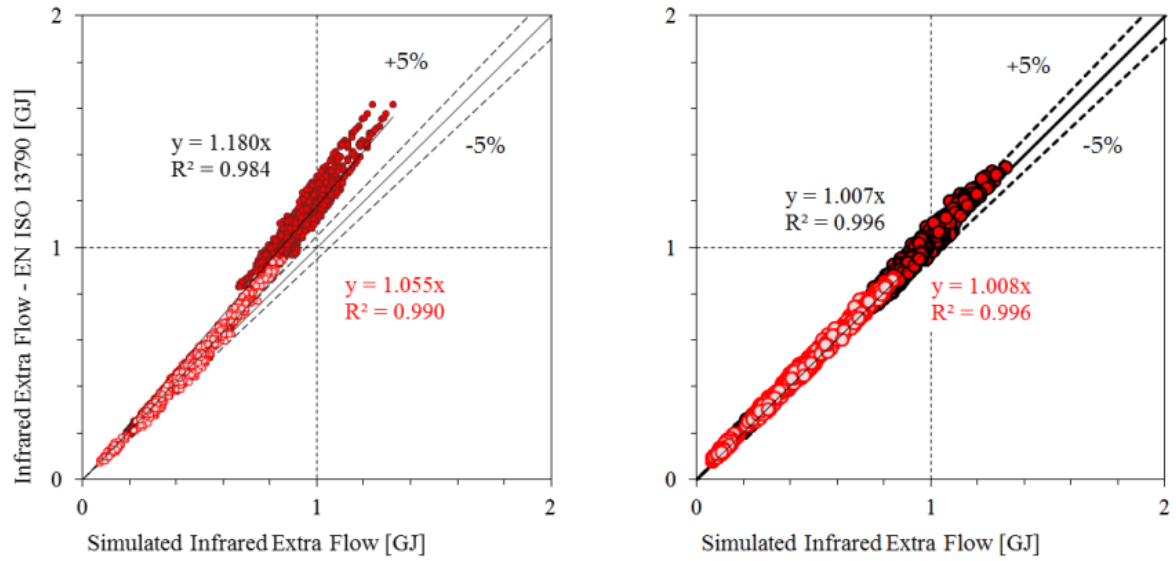 2
+5%
-5%
y = 1.180x
R² = 0.984
1
y = 1.055x
R² = 0.990
0
0
1
2
Infrared Extra Flow - EN ISO 13790 [GJ]
Simulated Infrared Extra Flow [GJ]
2
+5%
-5%
y = 1.007x
R² = 0.996
1
y = 1.008x
R² = 0.996
0
0
1
2
Simulated Infrared Extra Flow [GJ]